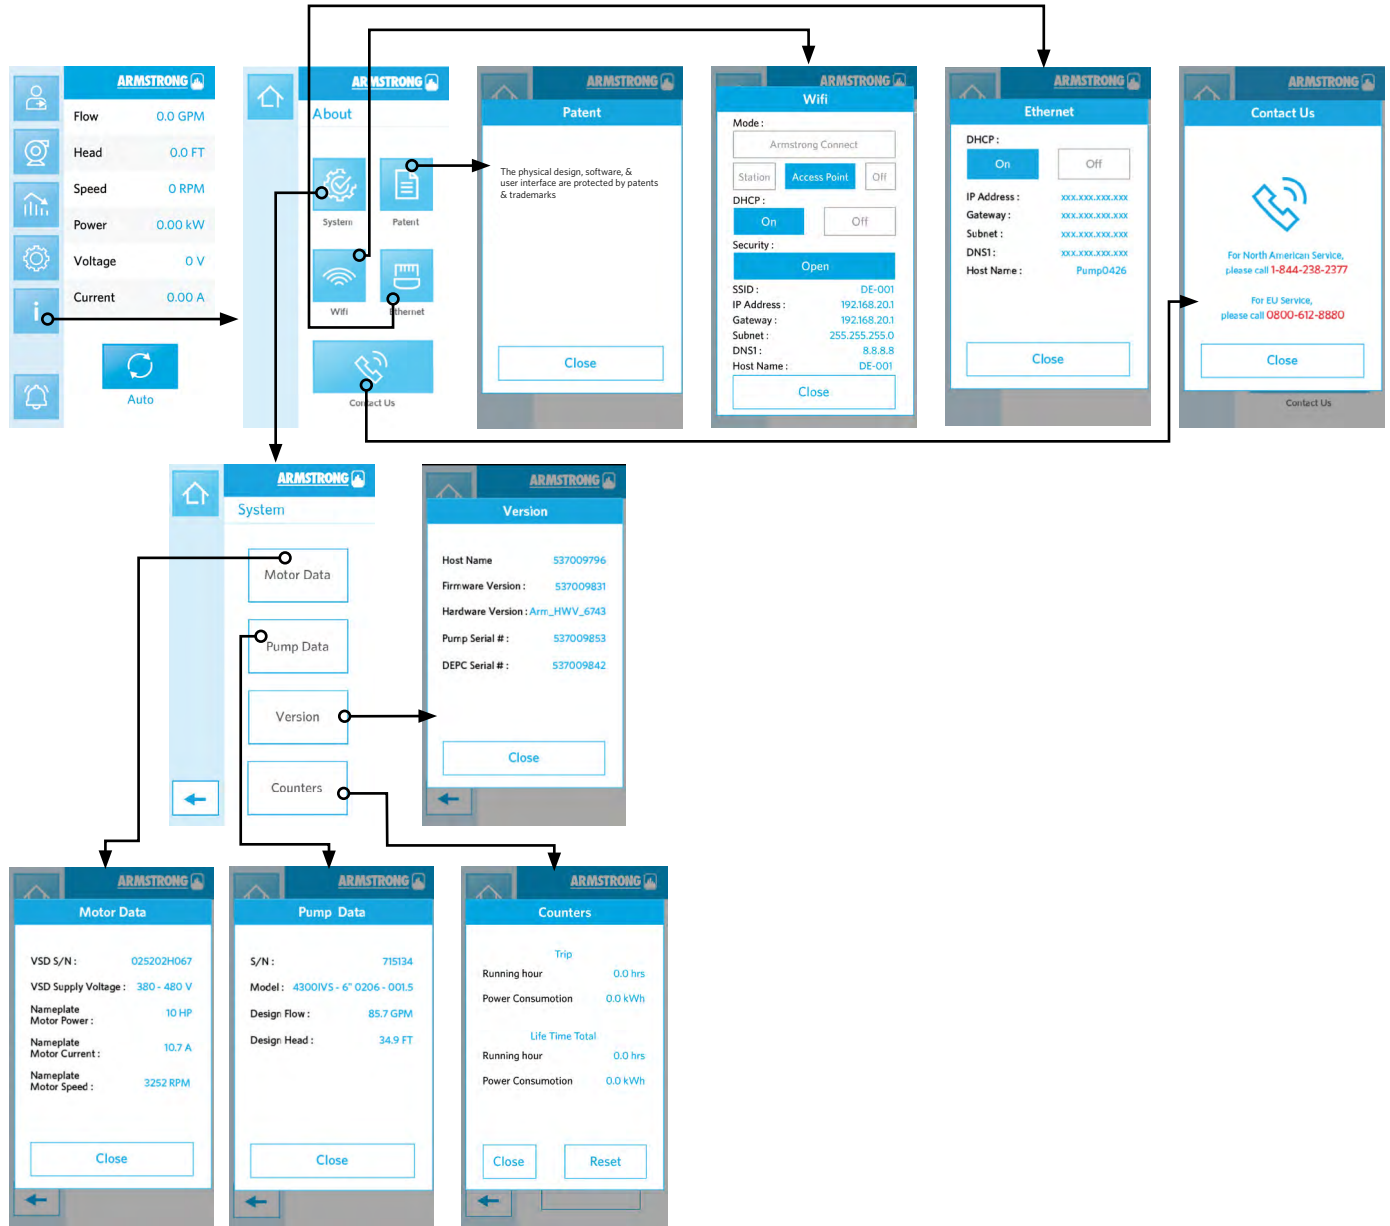 ARMSTRONG
Flow 0.0 GPM
Head 0.0 FT
Speed 0 RPM
Power 0.00 kW
Voltage 0 V
Current 0.00 A
i
Auto
ARMSTRONG
About
System Patent
Wifi Ethernet
Contact Us
ARMSTRONG
Patent
The physical design, software, &
user interface are protected by patents
& trademarks
Close
ARMSTRONG
Wifi
Mode :
Armstrong Connect
Station Access Point Off
DHCP :
On Off
Security :
Open
SSID : DE-001
IP Address : 192.168.20.1
Gateway : 192.168.20.1
Subnet : 255.255.255.0
DNS1 : 8.8.8.8
Host Name : DE-001
Close
ARMSTRONG
Ethernet
DHCP :
On Off
IP Address : xxx.xxx.xxx.xxx
Gateway : xxx.xxx.xxx.xxx
Subnet : xxx.xxx.xxx.xxx
DNS1 : xxx.xxx.xxx.xxx
Host Name : Pump0426
Close
ARMSTRONG
Contact Us
For North American Service,
please call 1-844-238-2377
For EU Service,
please call 0800-612-8880
Close
Contact Us
ARMSTRONG
System
Motor Data
Pump Data
Version
Counters
ARMSTRONG
Version
Host Name 537009796
Firmware Version : 537009831
Hardware Version : Arm_HWV_6743
Pump Serial # : 537009853
DEPC Serial # : 537009842
Close
ARMSTRONG
Motor Data
VSD S/N : 025202H067
VSD Supply Voltage : 380 - 480 V
Nameplate
Motor Power : 10 HP
Nameplate
Motor Current : 10.7 A
Nameplate
Motor Speed : 3252 RPM
Close
ARMSTRONG
Pump Data
S/N : 715134
Model : 4300IVS - 6" 0206 - 001.5
Design Flow : 85.7 GPM
Design Head : 34.9 FT
Close
ARMSTRONG
Counters
Trip
Running hour 0.0 hrs
Power Consumotion 0.0 kWh
Life Time Total
Running hour 0.0 hrs
Power Consumotion 0.0 kWh
Close Reset